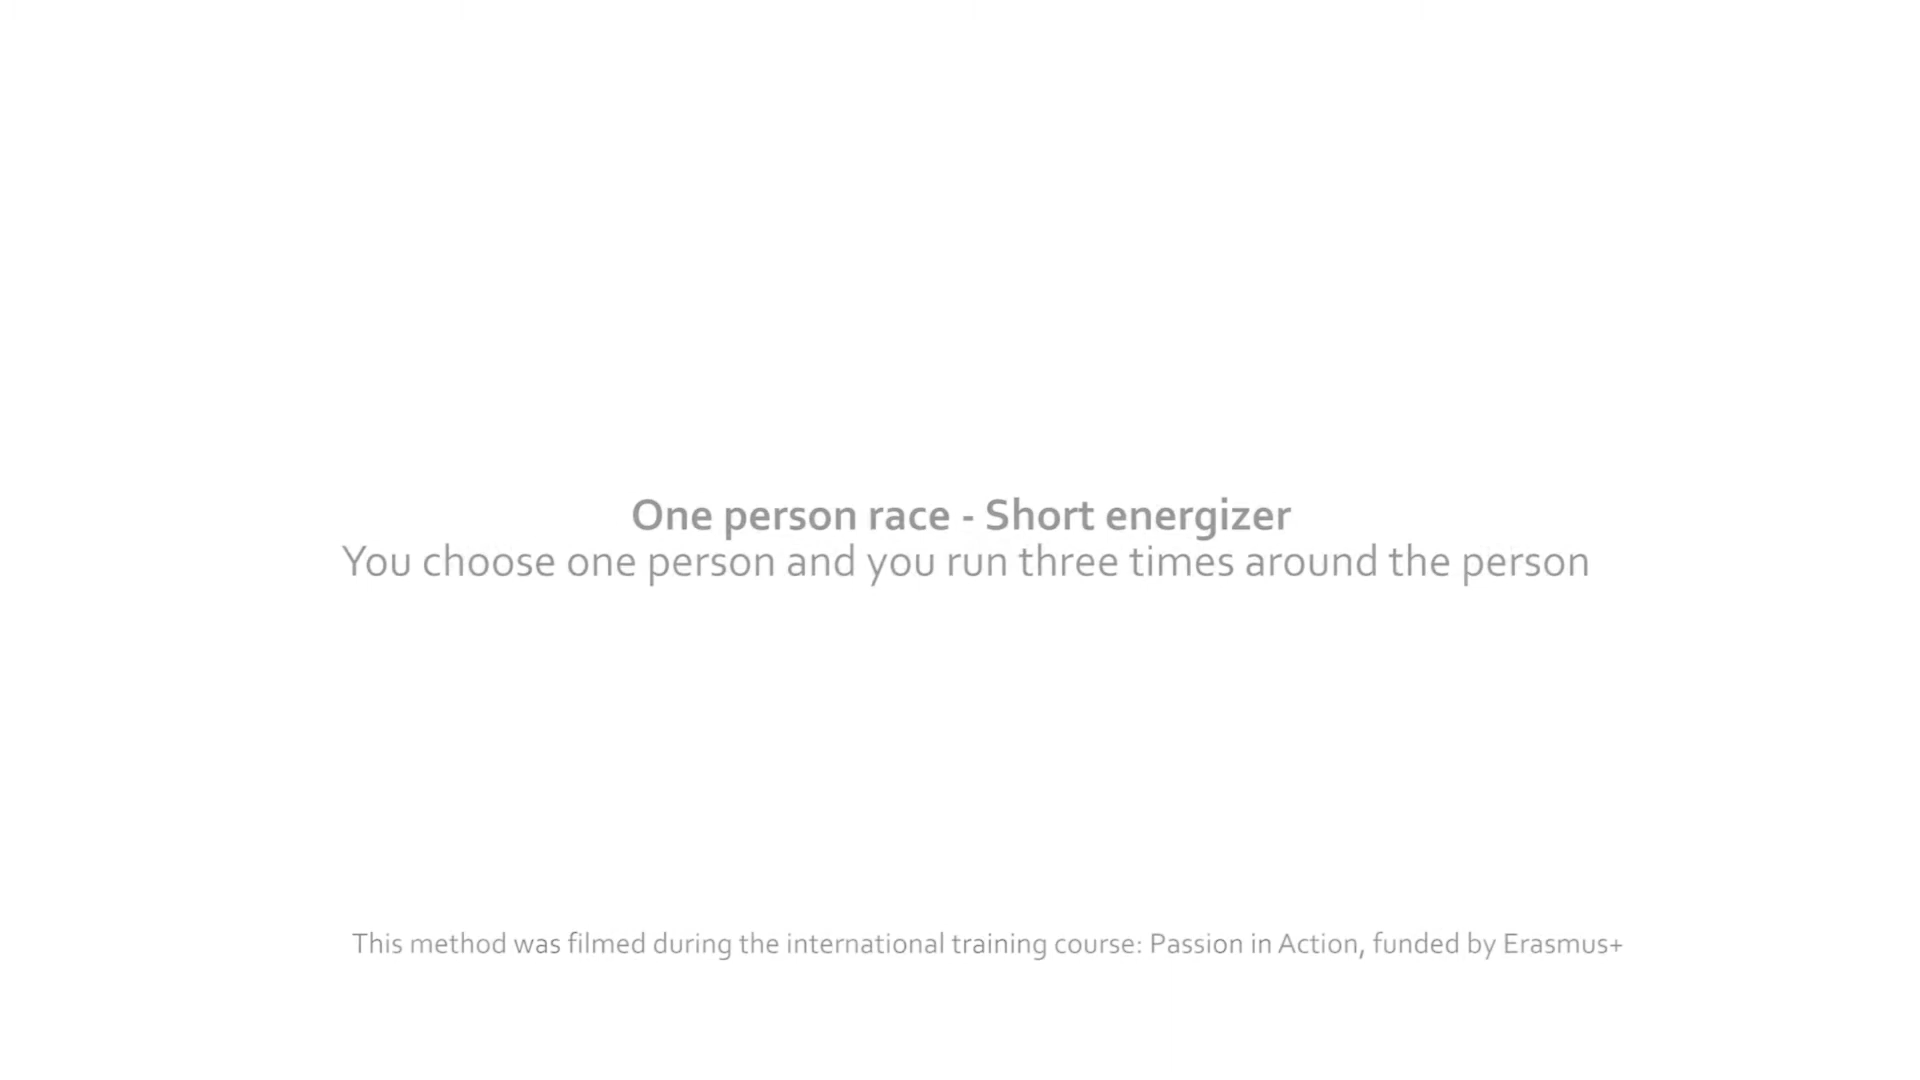 One person race - Short energizer
You choose one person and you run three times around the person
This method was filmed during the international training course: Passion in Action, funded by Erasmus+